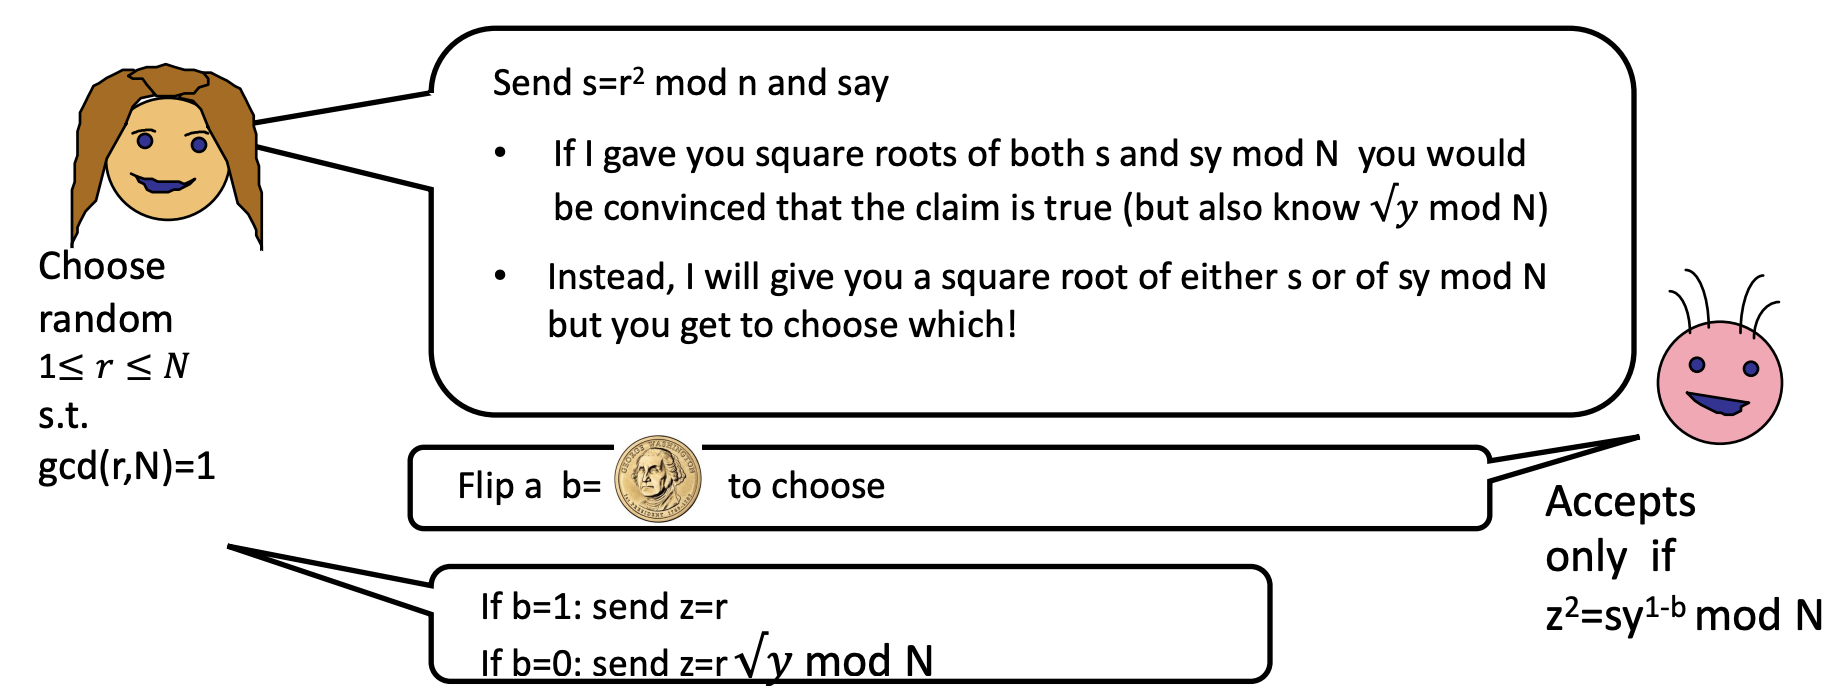 Send s=r² mod n and say
• If I gave you square roots of both s and sy mod N you would
be convinced that the claim is true (but also know √y mod N)
• Instead, I will give you a square root of either s or of sy mod N
but you get to choose which!
Choose
random
1≤ r ≤ N
s.t.
gcd(r,N)=1
Flip a b= to choose
GEORGE WASHINGTON
Accepts
only if
z²=sy¹⁻ᵇ mod N
If b=1: send z=r
If b=0: send z=r√y mod N